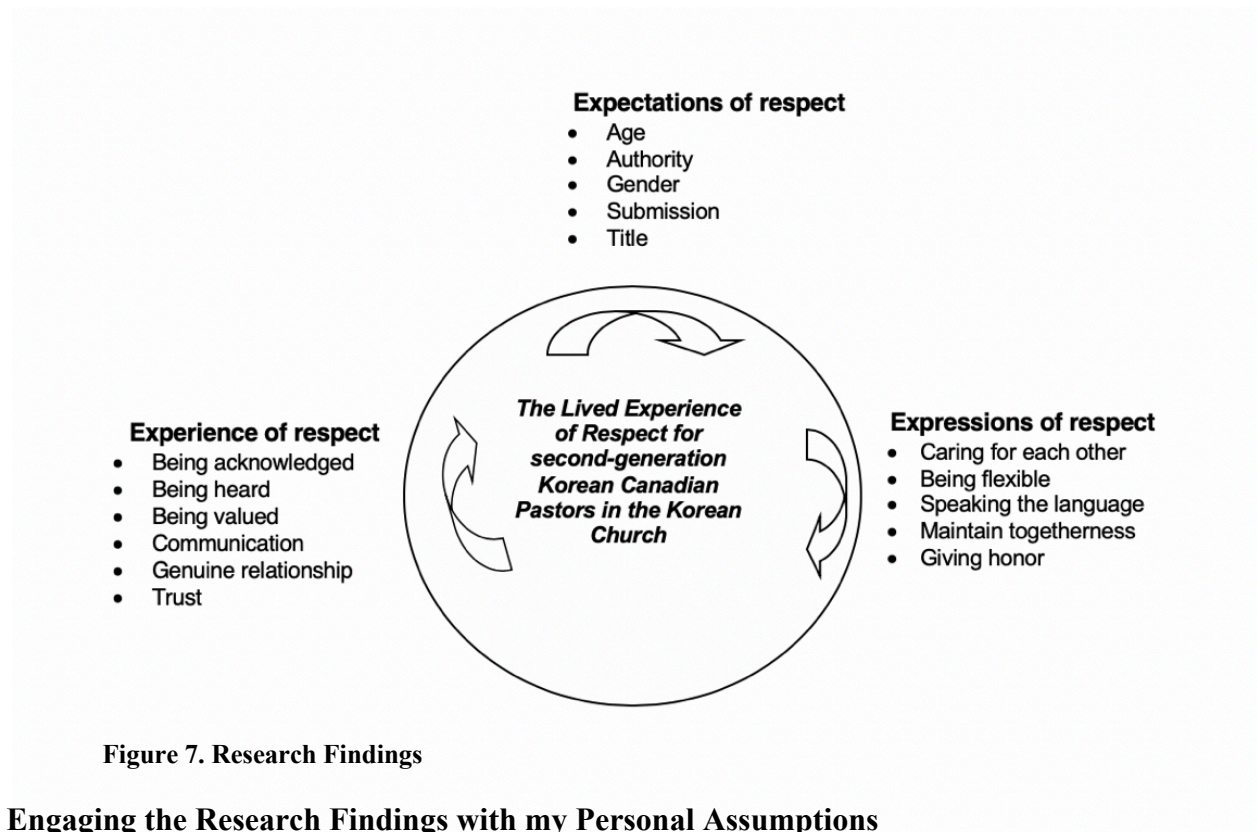 Expectations of respect
• Age
• Authority
• Gender
• Submission
• Title
Experience of respect
• Being acknowledged
• Being heard
• Being valued
• Communication
• Genuine relationship
• Trust
The Lived Experience
of Respect for
second-generation
Korean Canadian
Pastors in the Korean
Church
Expressions of respect
• Caring for each other
• Being flexible
• Speaking the language
• Maintain togetherness
• Giving honor
Figure 7. Research Findings
Engaging the Research Findings with my Personal Assumptions